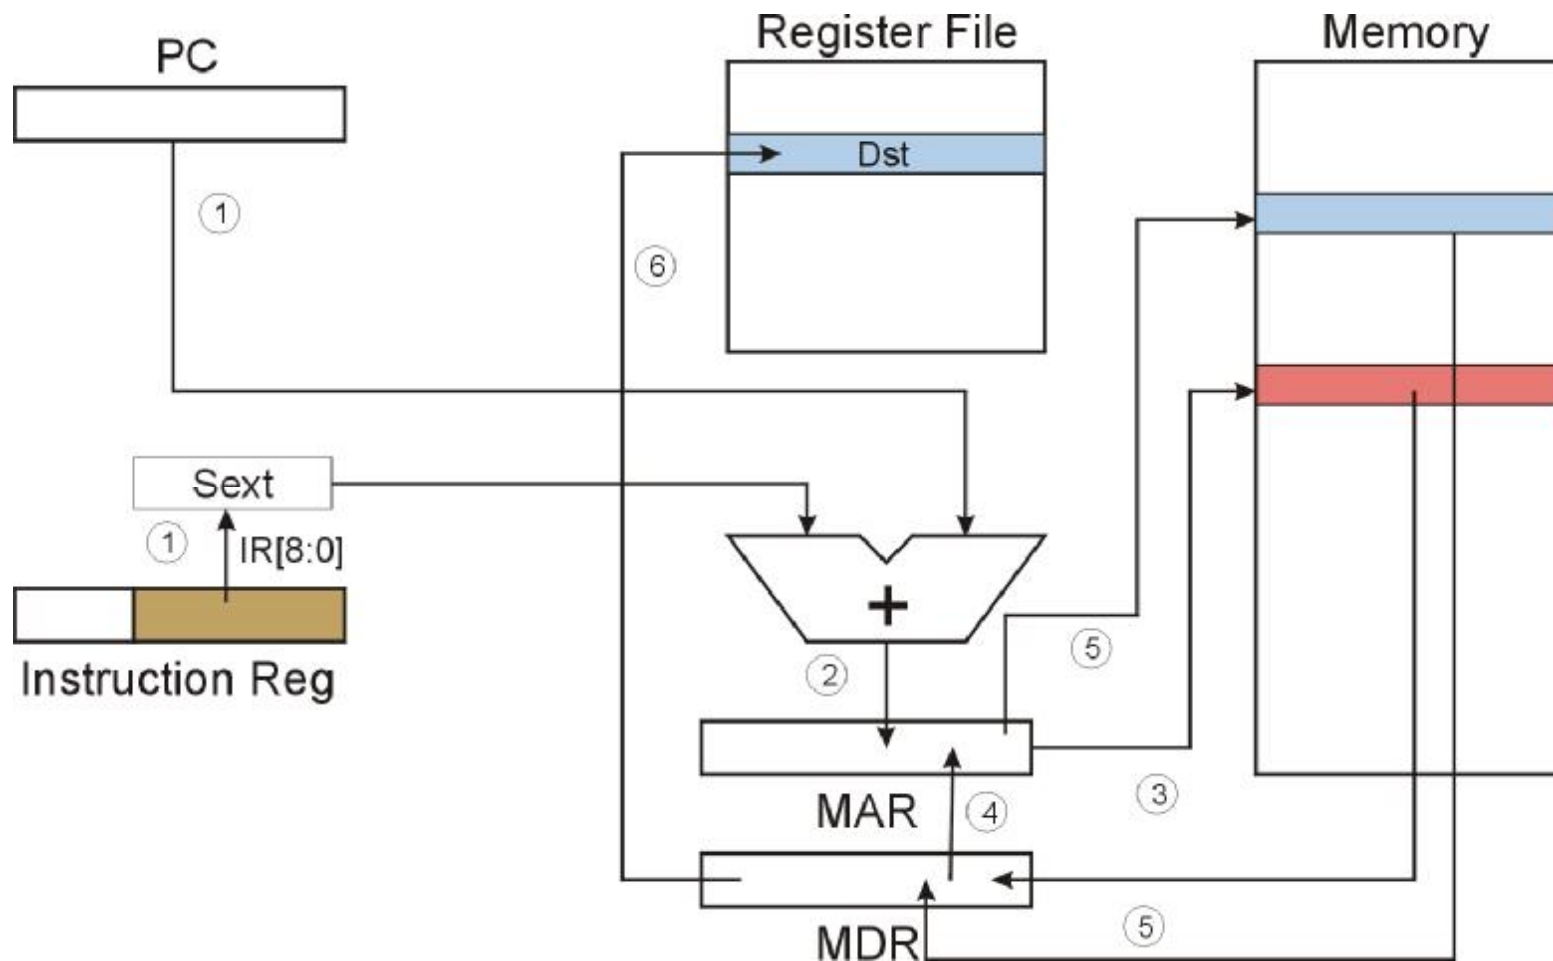 PC
Register File
Memory
Dst
1
6
Sext
1
IR[8:0]
+
Instruction Reg
2
5
MAR
4
3
MDR
5